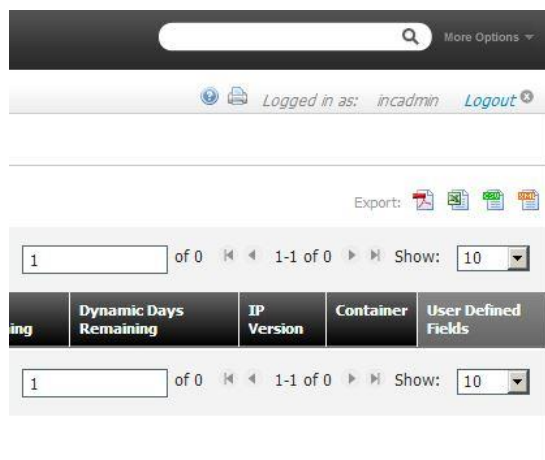 More Options
Logged in as: incadmin Logout
Export:
1 of 0 1-1 of 0 Show: 10
ing Dynamic Days Remaining IP Version Container User Defined Fields
1 of 0 1-1 of 0 Show: 10